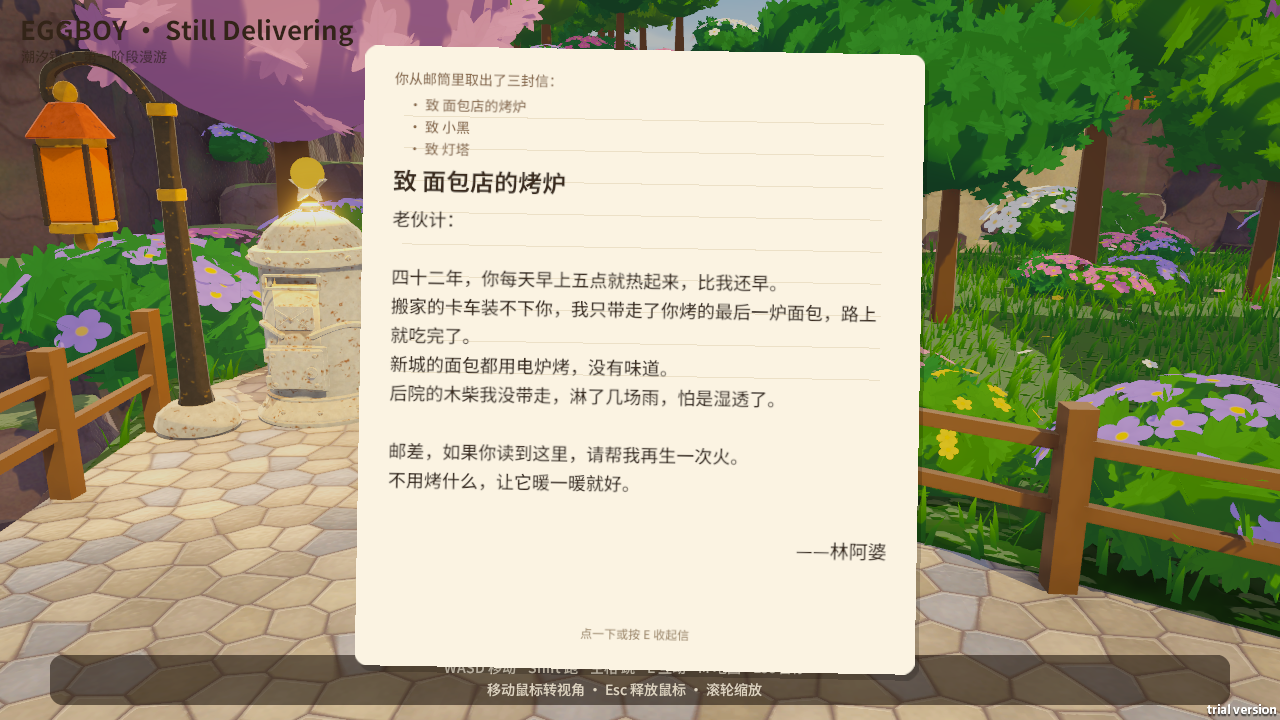 EGGBOY • Still Delivering
阶段漫游
你从邮筒里取出了三封信：
• 致 面包店的烤炉
• 致 小黑
• 致 灯塔
致 面包店的烤炉
老伙计：
四十二年，你每天早上五点就热起来，比我还早。
搬家的卡车装不下你，我只带走了你烤的最后一炉面包，路上
就吃完了。
新城的面包都用电炉烤，没有味道。
后院的木柴我没带走，淋了几场雨，怕是湿透了。
邮差，如果你读到这里，请帮我再生一次火。
不用烤什么，让它暖一暖就好。
——林阿婆
点一下或按 E 收起信
WASD 移动 Shift 跑
移动鼠标转视角 • Esc 释放鼠标 • 滚轮缩放
trial version